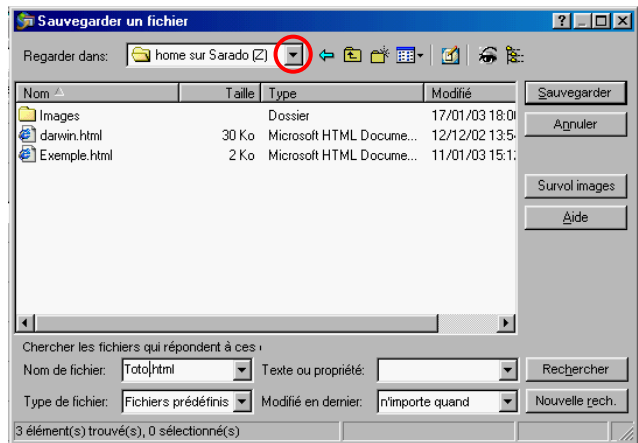 Sauvegarder un fichier
Regarder dans: home sur Sarado (Z)
Nom Taille Type Modifié
Images Dossier 17/01/03 18:0
darwin.html 30 Ko Microsoft HTML Docume... 12/12/02 13:5
Exemple.html 2 Ko Microsoft HTML Docume... 11/01/03 15:1
Sauvegarder
Annuler
Survol images
Aide
Chercher les fichiers qui répondent à ces
Nom de fichier: Toto.html Texte ou propriété: Rechercher
Type de fichier: Fichiers prédéfinis Modifié en dernier: n'importe quand Nouvelle rech.
3 élément(s) trouvé(s), 0 sélectionné(s)